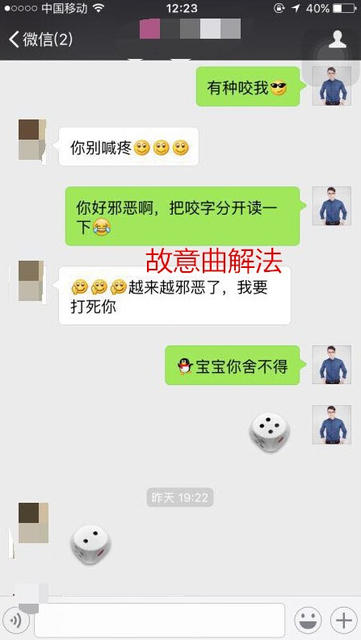 中国移动
12:23
40%
微信(2)
有种咬我
你别喊疼
你好邪恶啊，把咬字分开读一
下
故意曲解法
越来越邪恶了，我要
打死你
宝宝你舍不得
昨天 19:22